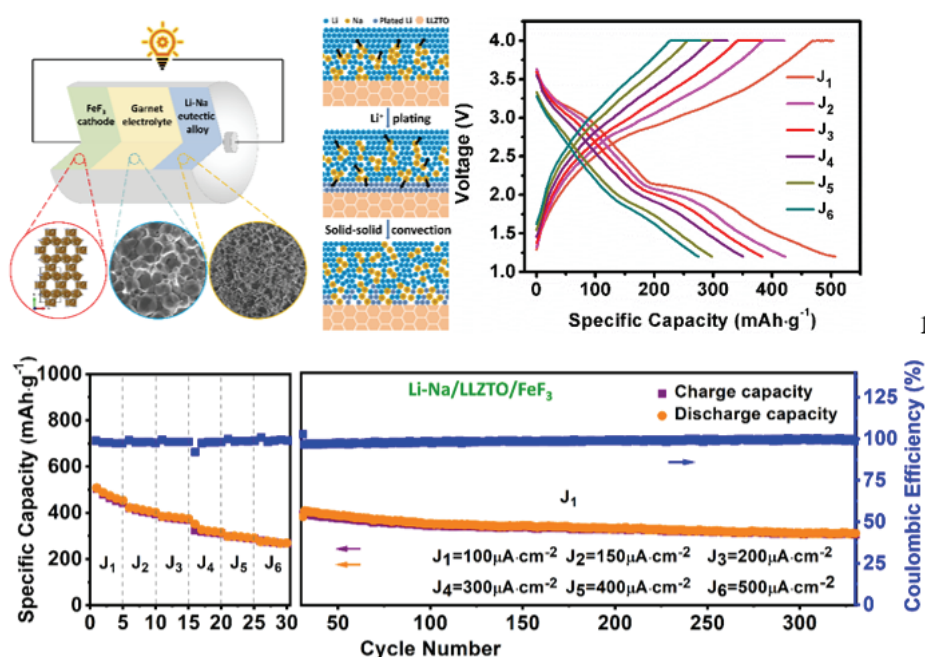 FeF₃
cathode
Garnet
electrolyte
Li-Na
eutectic
alloy
Li Na Plated Li LLZTO
Li⁺ plating
Solid-solid convection
Voltage (V)
4.0
3.5
3.0
2.5
2.0
1.5
1.0
0 100 200 300 400 500
Specific Capacity (mAh·g⁻¹)
J₁
J₂
J₃
J₄
J₅
J₆
1
Specific Capacity (mAh·g⁻¹)
1000
800
600
400
200
0
0 5 10 15 20 25 30
J₁ J₂ J₃ J₄ J₅ J₆
Li-Na/LLZTO/FeF₃
Charge capacity
Discharge capacity
J₁
J₁=100μA·cm⁻² J₂=150μA·cm⁻² J₃=200μA·cm⁻²
J₄=300μA·cm⁻² J₅=400μA·cm⁻² J₆=500μA·cm⁻²
50 100 150 200 250 300
Cycle Number
125
100
75
50
25
0
Coulombic Efficiency (%)